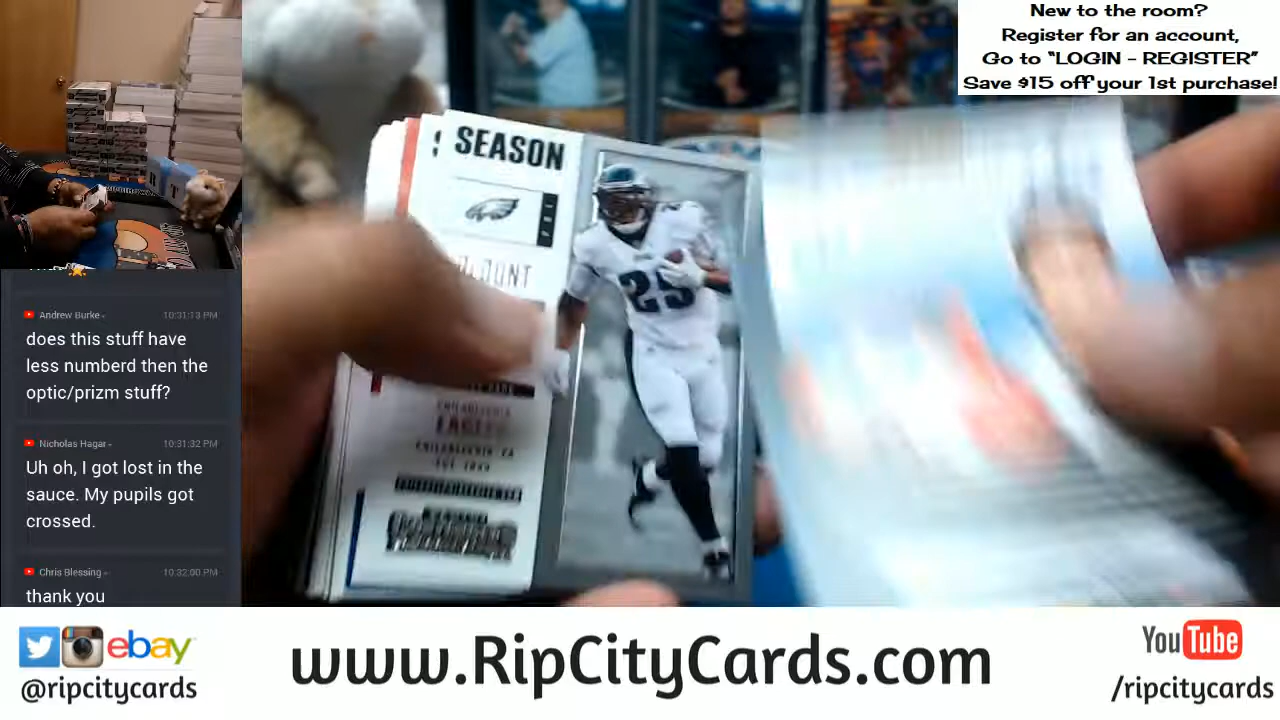 New to the room?
Register for an account,
Go to "LOGIN - REGISTER"
Save $15 off your 1st purchase!
SEASON
25
EAGLES
PHILADELPHIA, PA
Andrew Burke
10:31:13 PM
does this stuff have
less numberd then the
optic/prizm stuff?
Nicholas Hagar
10:31:32 PM
Uh oh, I got lost in the
sauce. My pupils got
crossed.
Chris Blessing
10:32:00 PM
thank you
ebay
@ripcitycards
www.RipCityCards.com
YouTube
/ripcitycards